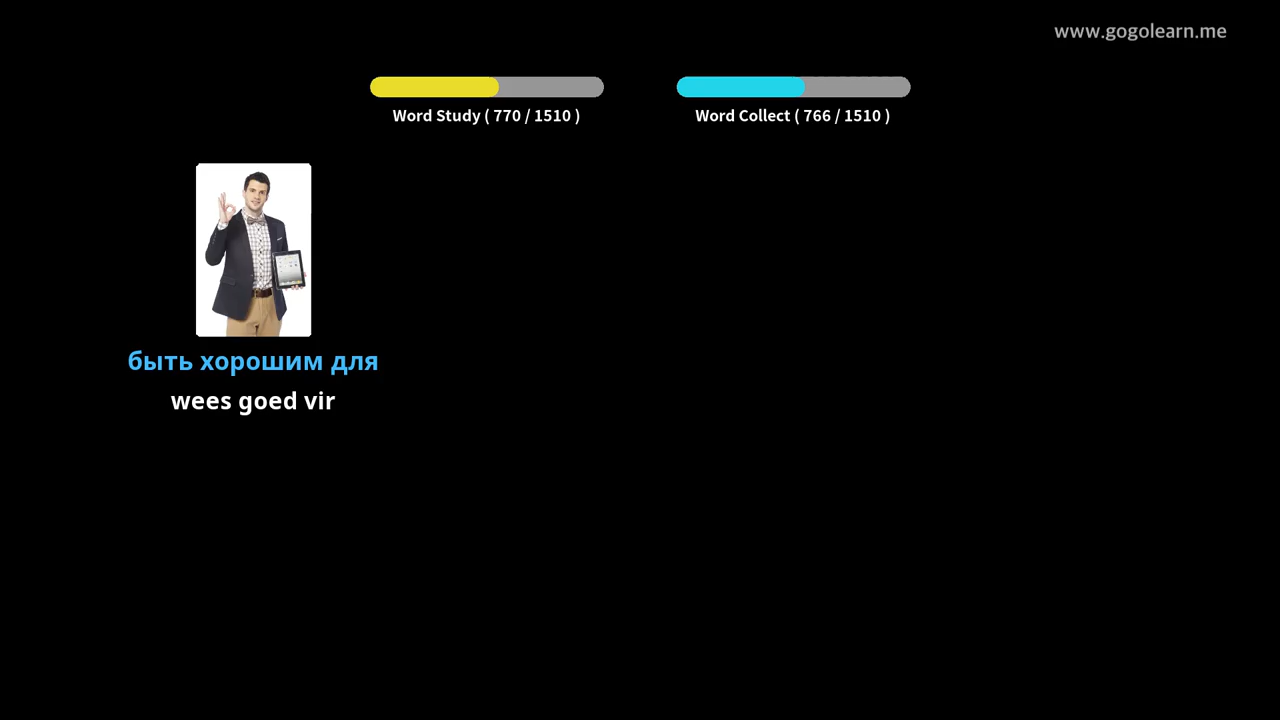 www.gogolearn.me
Word Study ( 770 / 1510 )
Word Collect ( 766 / 1510 )
быть хорошим для
wees goed vir